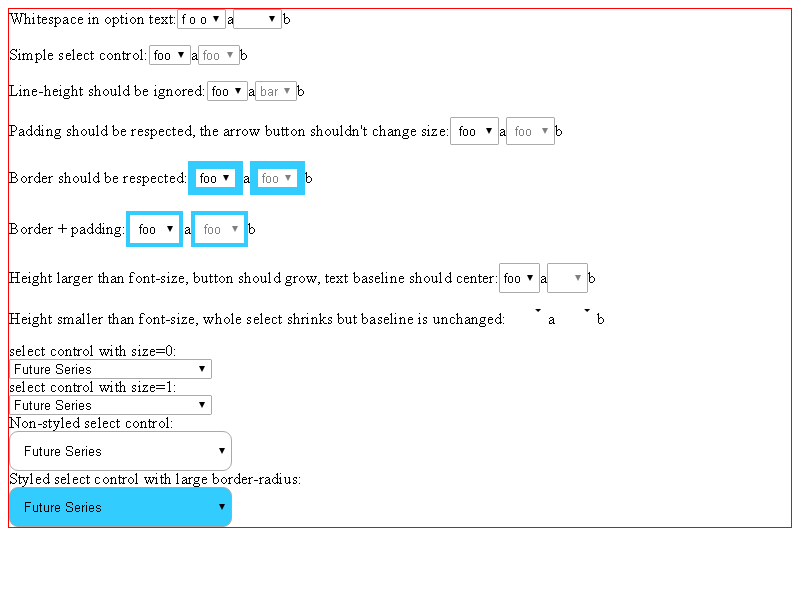 Whitespace in option text: f o o a b
Simple select control: foo a foo b
Line-height should be ignored: foo a bar b
Padding should be respected, the arrow button shouldn't change size: foo a foo b
Border should be respected: foo a foo b
Border + padding: foo a foo b
Height larger than font-size, button should grow, text baseline should center: foo a b
Height smaller than font-size, whole select shrinks but baseline is unchanged: a b
select control with size=0:
Future Series
select control with size=1:
Future Series
Non-styled select control:
Future Series
Styled select control with large border-radius:
Future Series